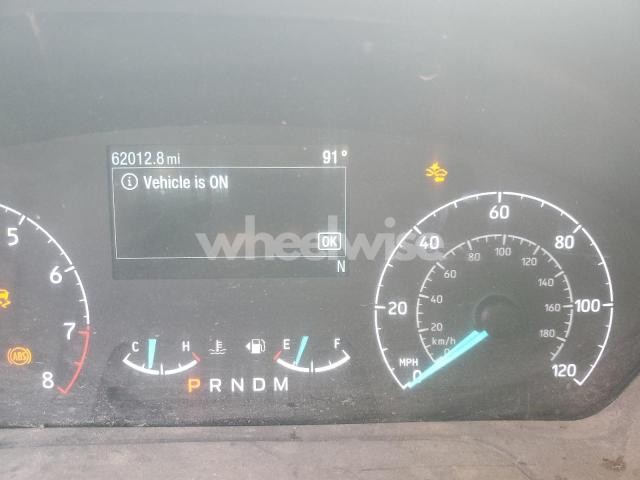 62012.8 mi 91°
Vehicle is ON
wheelwise
OK
N
5
6
7
8
ABS
C H
E F
P R N D M
0 20 40 60 80 100 120
MPH
0 20 40 60 80 100 120 140 160 180
km/h